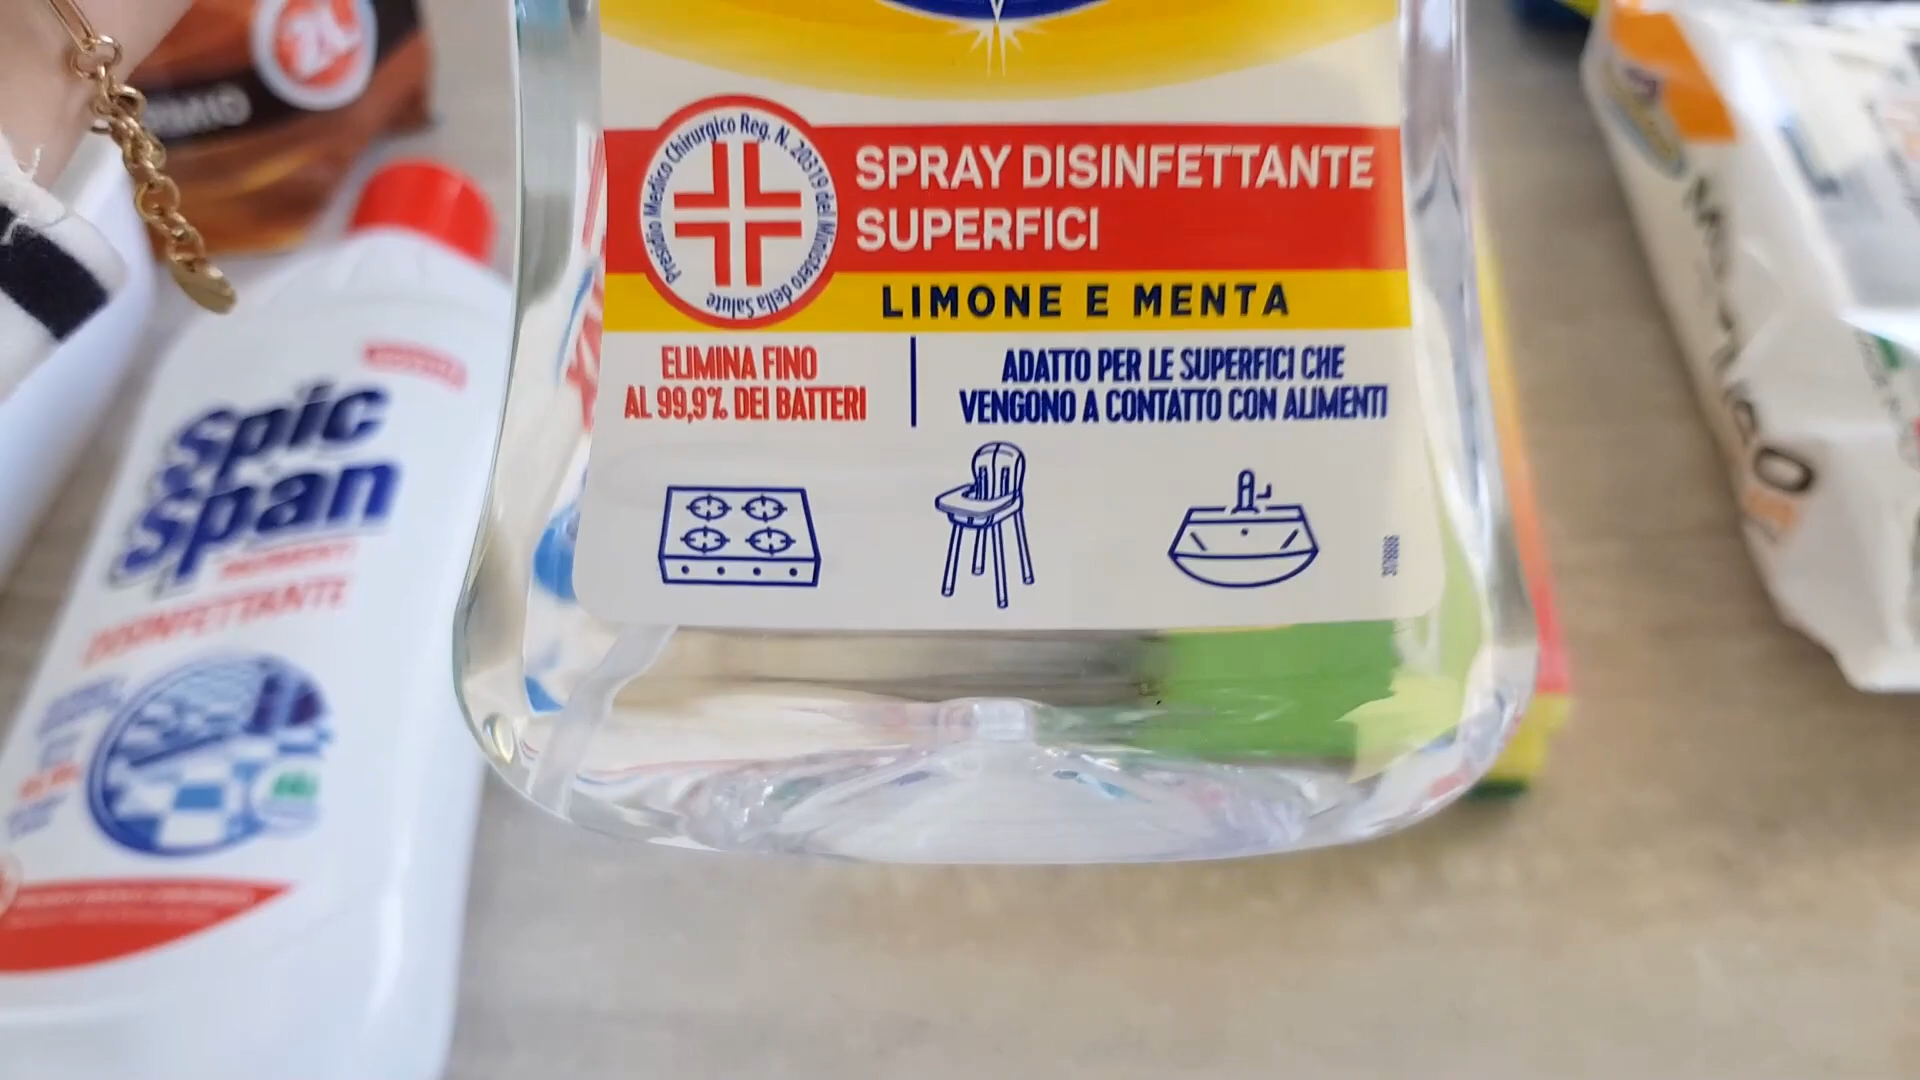 2L
Presidio Medico Chirurgico Reg. N. 20319 del Ministero della Salute
SPRAY DISINFETTANTE
SUPERFICI
LIMONE E MENTA
ELIMINA FINO
AL 99,9% DEI BATTERI
ADATTO PER LE SUPERFICI CHE
VENGONO A CONTATTO CON ALIMENTI
Spic
Span
DISINFETTANTE